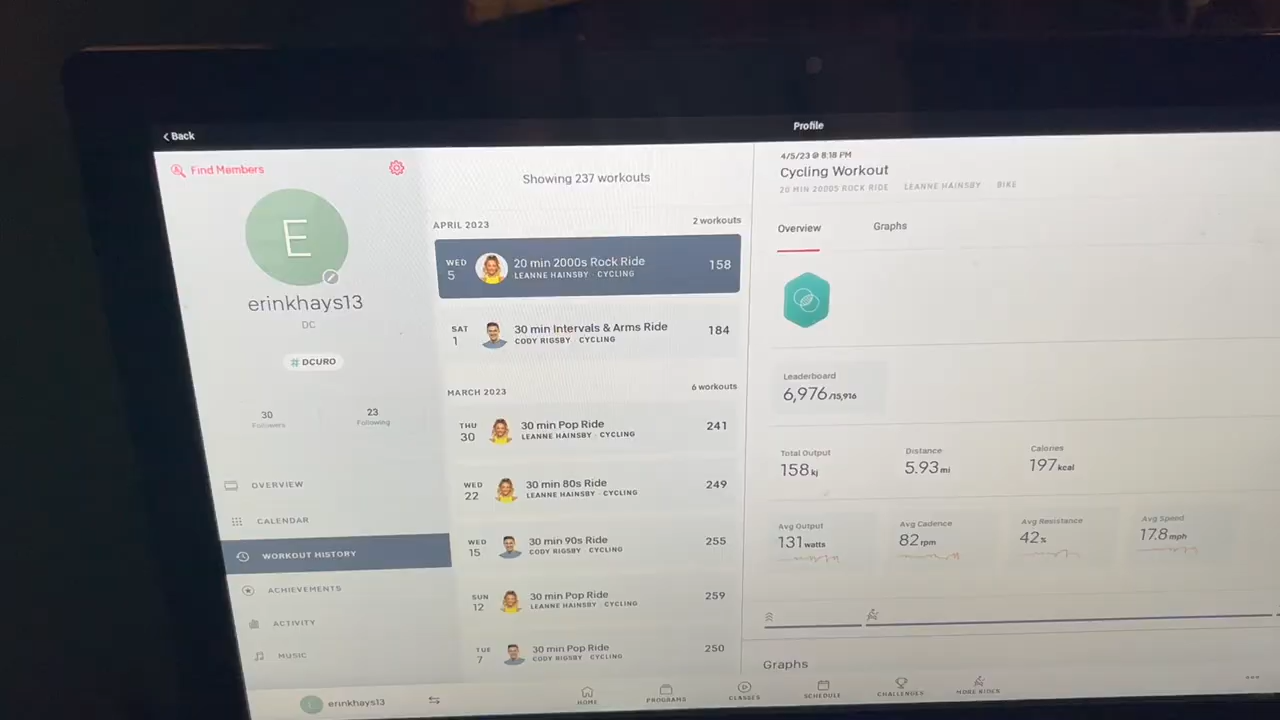 Back
Profile
Find Members
E
erinkhays13
DC
# DCURO
30
Followers
23
Following
OVERVIEW
CALENDAR
WORKOUT HISTORY
ACHIEVEMENTS
ACTIVITY
MUSIC
erinkhays13
Showing 237 workouts
APRIL 2023
2 workouts
WED
5
20 min 2000s Rock Ride
LEANNE HAINSBY · CYCLING
158
SAT
1
30 min Intervals & Arms Ride
CODY RIGSBY · CYCLING
184
MARCH 2023
6 workouts
THU
30
30 min Pop Ride
LEANNE HAINSBY · CYCLING
241
WED
22
30 min 80s Ride
LEANNE HAINSBY · CYCLING
249
WED
15
30 min 90s Ride
CODY RIGSBY · CYCLING
255
SUN
12
30 min Pop Ride
LEANNE HAINSBY · CYCLING
259
TUE
7
30 min Pop Ride
CODY RIGSBY · CYCLING
250
4/5/23 @ 8:18 PM
Cycling Workout
20 MIN 2000S ROCK RIDE LEANNE HAINSBY BIKE
Overview
Graphs
Leaderboard
6,976 /15,916
Total Output
158 kj
Distance
5.93 mi
Calories
197 kcal
Avg Output
131 watts
Avg Cadence
82 rpm
Avg Resistance
42%
Avg Speed
17.8 mph
Graphs
HOME
PROGRAMS
CLASSES
SCHEDULE
CHALLENGES
MORE RIDES